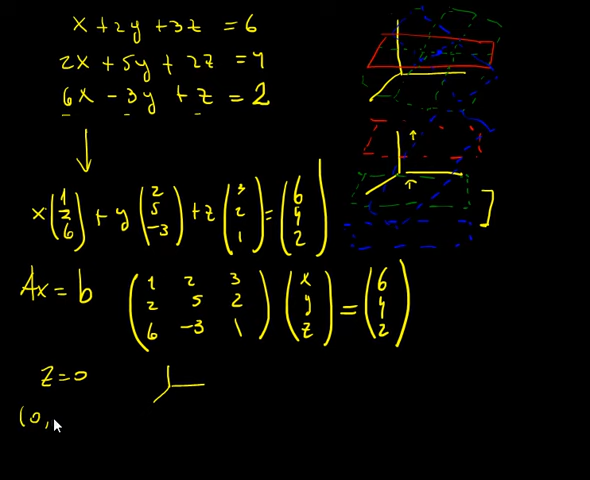 x + 2y + 3z = 6
2x + 5y + 2z = 4
6x - 3y + z = 2
x (1 2 6) + y (2 5 -3) + z (3 2 1) = (6 4 2)
Ax = b (1 2 3 2 5 2 6 -3 1) (x y z) = (6 4 2)
z = 0
(0,